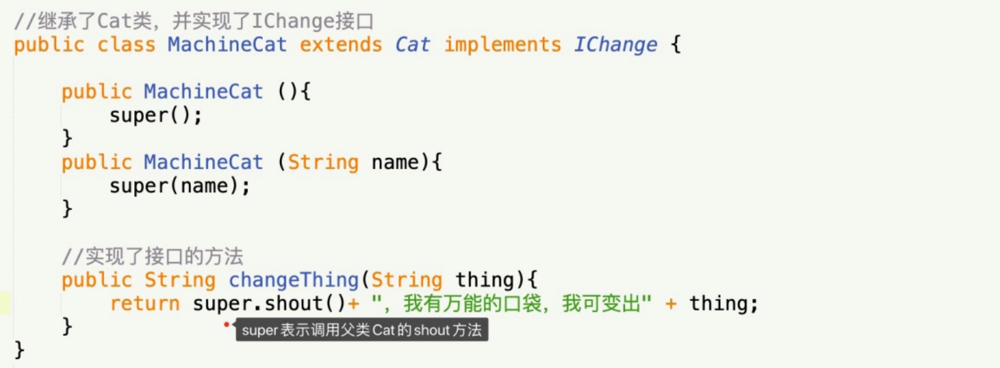 //继承了Cat类，并实现了IChange接口
public class MachineCat extends Cat implements IChange {
public MachineCat (){
super();
}
public MachineCat (String name){
super(name);
}
//实现了接口的方法
public String changeThing(String thing){
return super.shout()+ "，我有万能的口袋，我可变出" + thing;
}
super表示调用父类Cat的shout方法
}